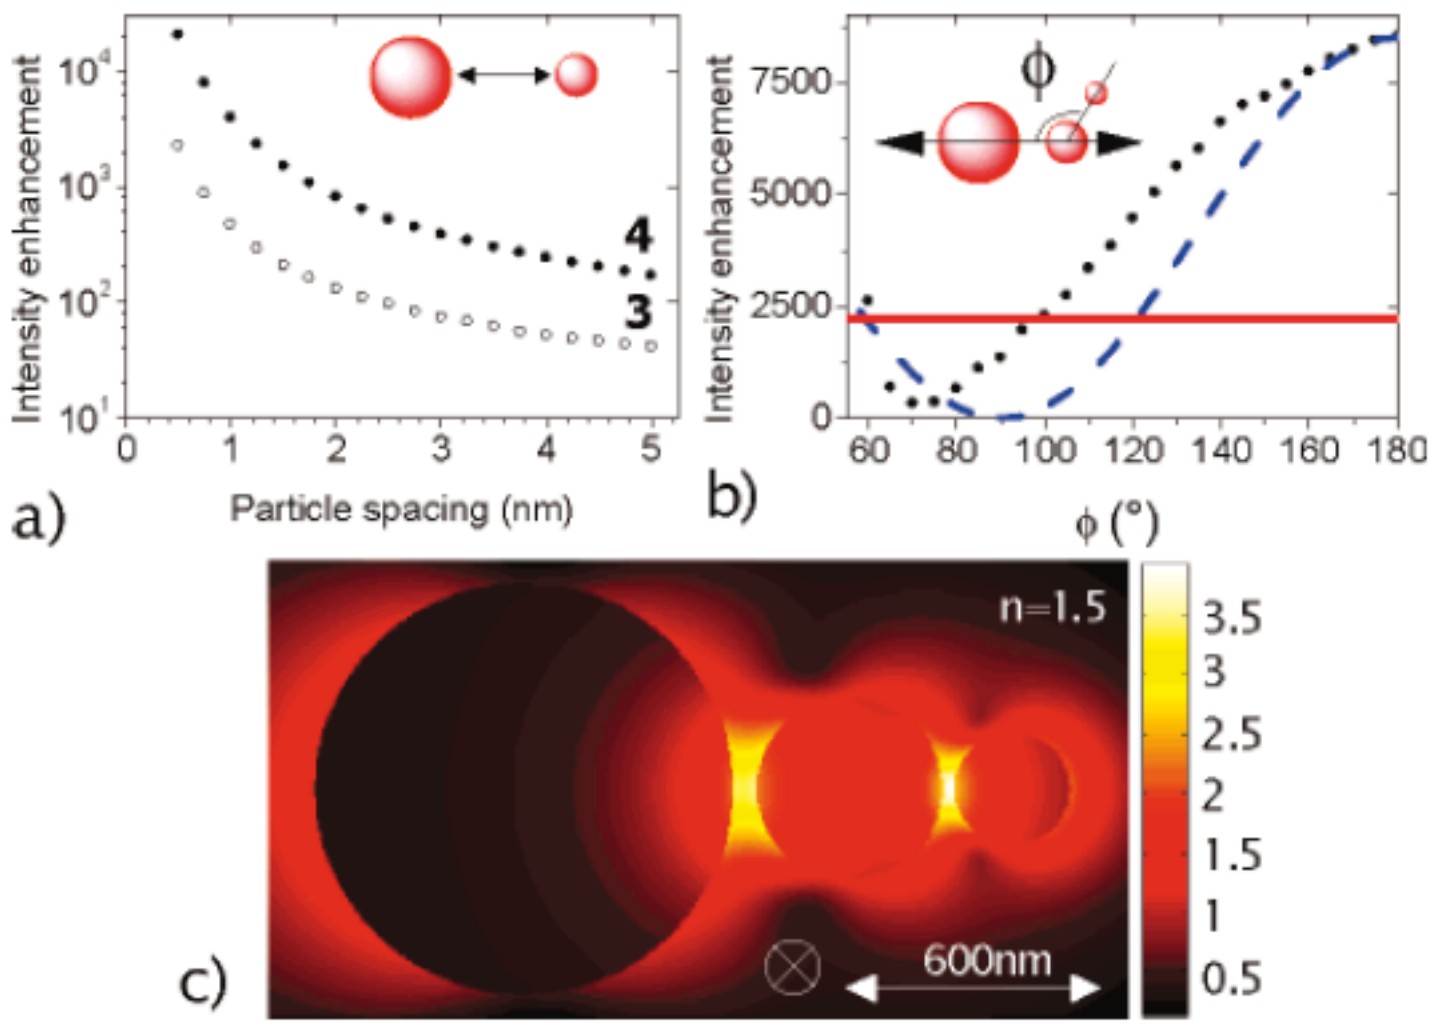 Intensity enhancement
10⁴
10³
10²
10¹
4
3
0 1 2 3 4 5
Particle spacing (nm)
a)
Intensity enhancement
7500
5000
2500
0
ϕ
60 80 100 120 140 160 180
ϕ (°)
b)
n=1.5
600nm
3.5
3
2.5
2
1.5
1
0.5
c)